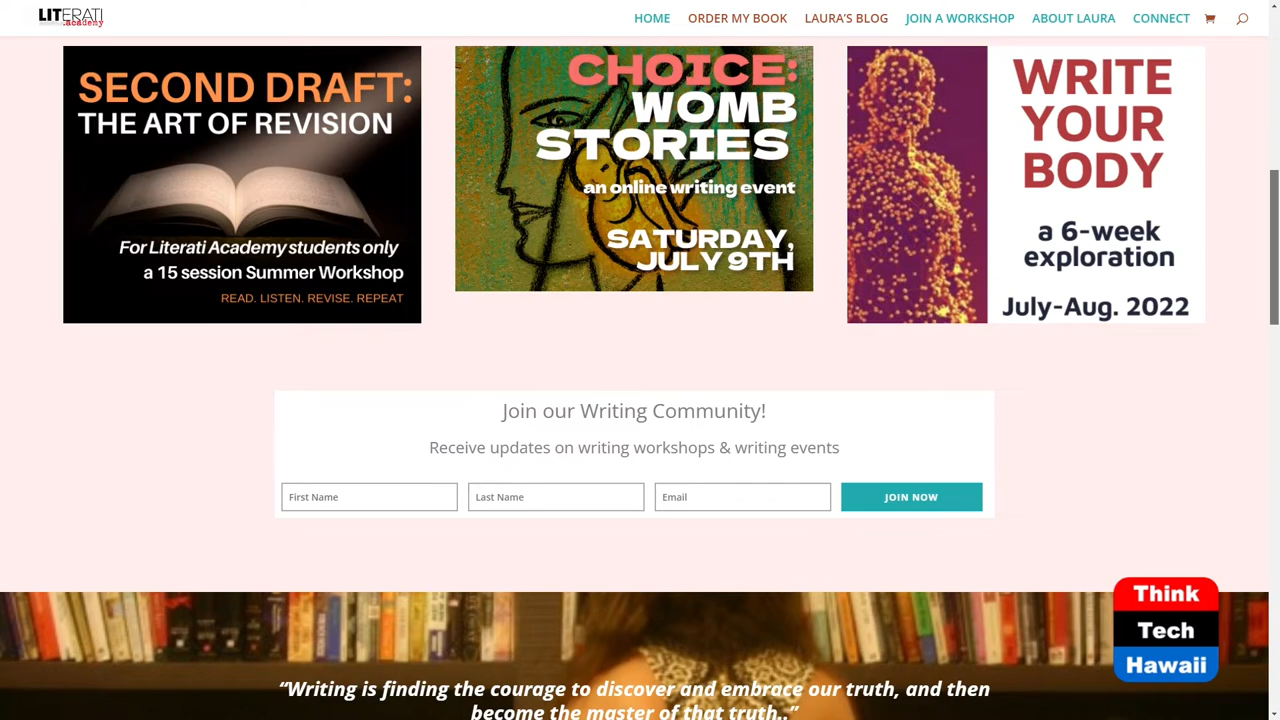 LITERATI
.academy
HOME
ORDER MY BOOK
LAURA'S BLOG
JOIN A WORKSHOP
ABOUT LAURA
CONNECT
SECOND DRAFT:
THE ART OF REVISION
For Literati Academy students only
a 15 session Summer Workshop
READ. LISTEN. REVISE. REPEAT
CHOICE:
WOMB
STORIES
an online writing event
SATURDAY,
JULY 9TH
WRITE
YOUR
BODY
a 6-week
exploration
July-Aug. 2022
Join our Writing Community!
Receive updates on writing workshops & writing events
First Name
Last Name
Email
JOIN NOW
Think
Tech
Hawaii
“Writing is finding the courage to discover and embrace our truth, and then
become the master of that truth..”